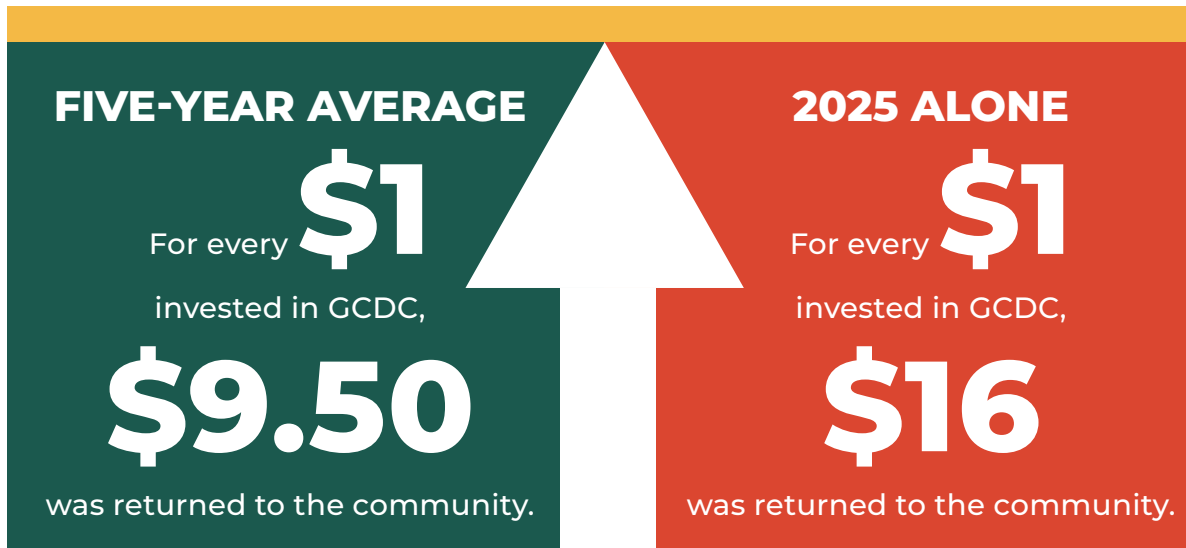 FIVE-YEAR AVERAGE
For every $1
invested in GCDC,
$9.50
was returned to the community.
2025 ALONE
For every $1
invested in GCDC,
$16
was returned to the community.